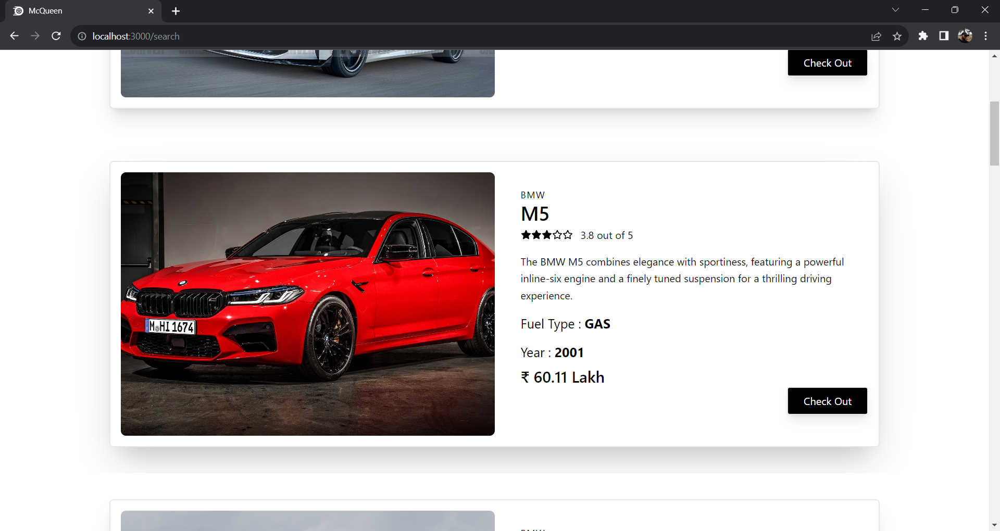 McQueen
localhost:3000/search
Check Out
BMW
M5
3.8 out of 5
The BMW M5 combines elegance with sportiness, featuring a powerful
inline-six engine and a finely tuned suspension for a thrilling driving
experience.
Fuel Type : GAS
Year : 2001
₹ 60.11 Lakh
Check Out
M HI 1674